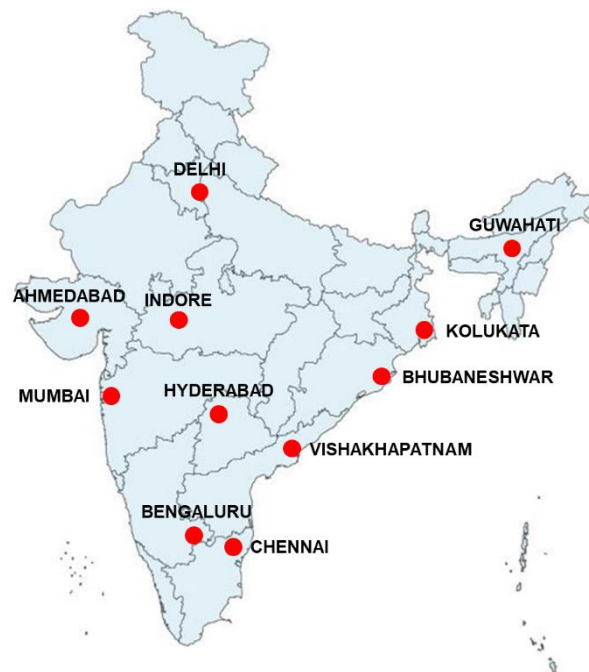 DELHI
GUWAHATI
AHMEDABAD
INDORE
KOLUKATA
BHUBANESHWAR
MUMBAI
HYDERABAD
VISHAKHAPATNAM
BENGALURU
CHENNAI